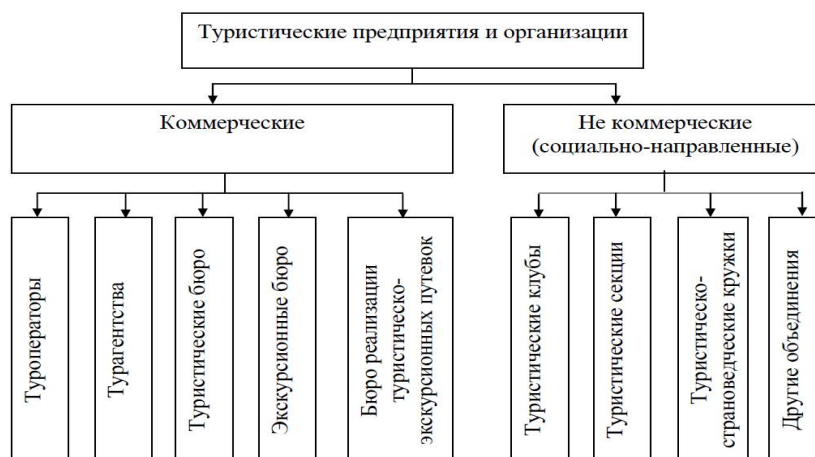 Туристические предприятия и организации
Коммерческие
Не коммерческие
(социально-направленные)
Туроператоры
Турагентства
Туристические бюро
Экскурсионные бюро
Бюро реализации
туристическо-
экскурсионных путевок
Туристические клубы
Туристические секции
Туристическо-
страноведческие кружки
Другие объединения